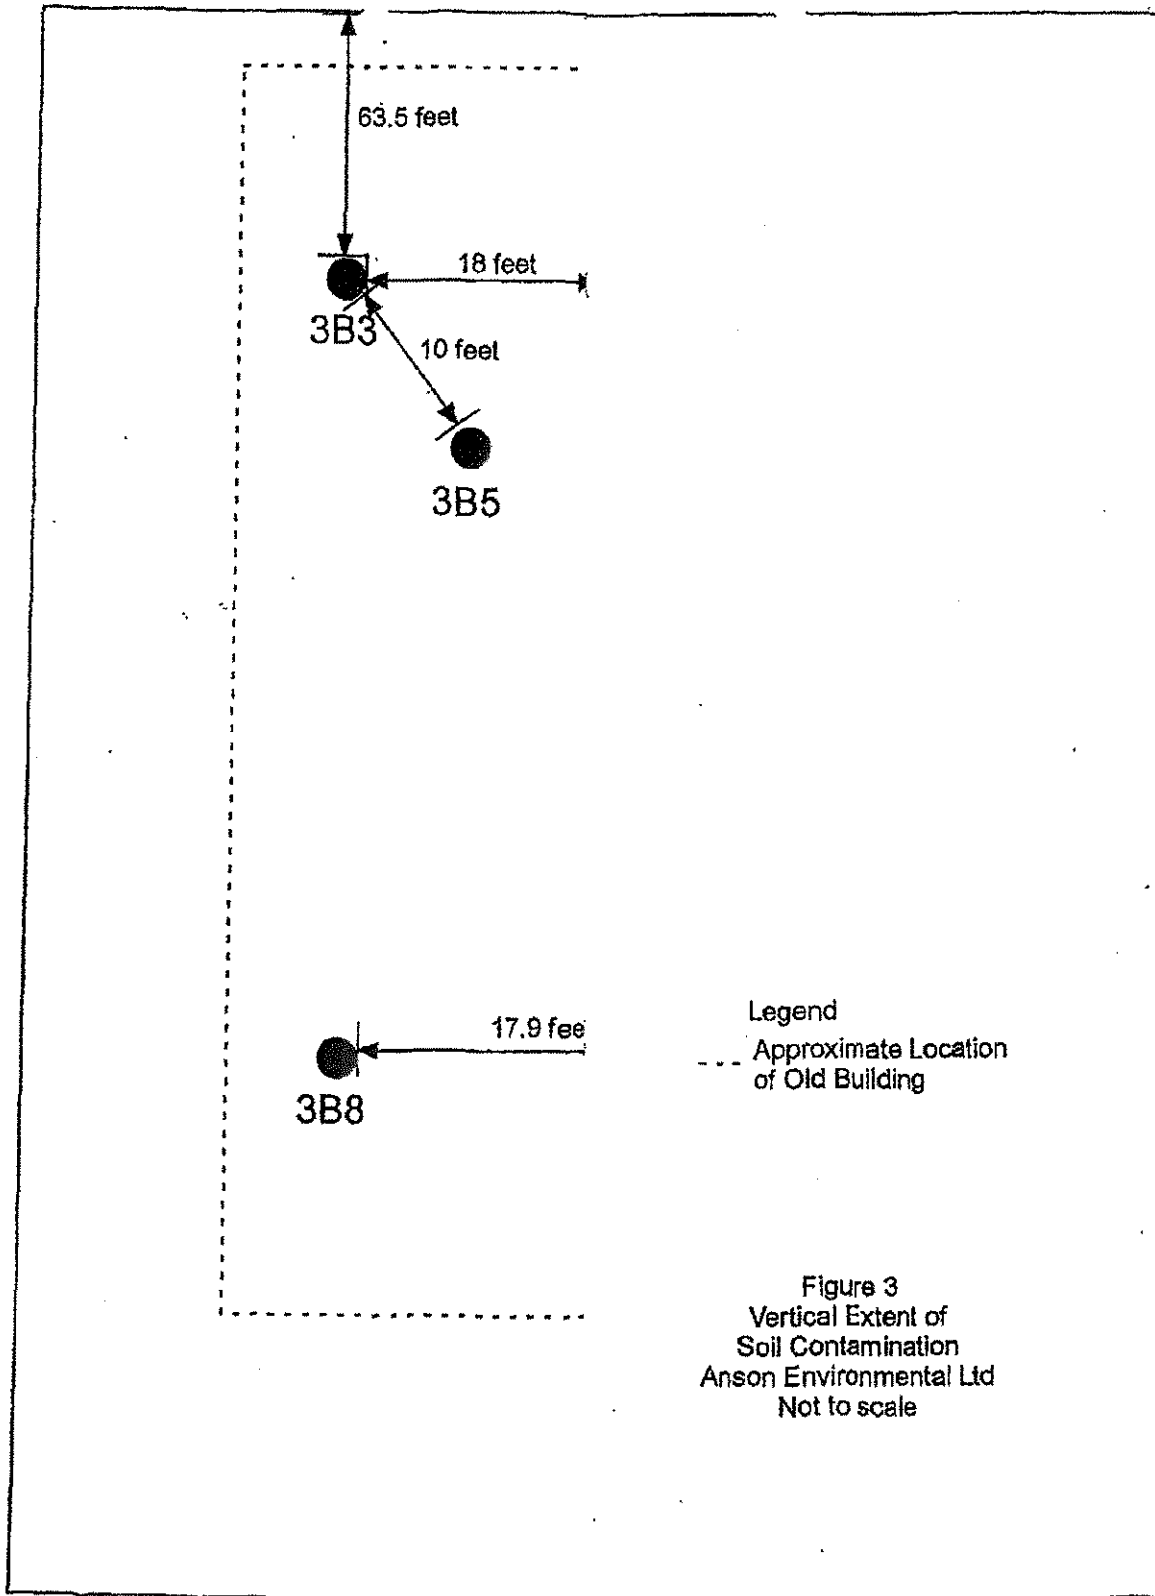 63.5 feet
18 feet
3B3
10 feet
3B5
17.9 fee
3B8
Legend
--- Approximate Location
of Old Building
Figure 3
Vertical Extent of
Soil Contamination
Anson Environmental Ltd
Not to scale